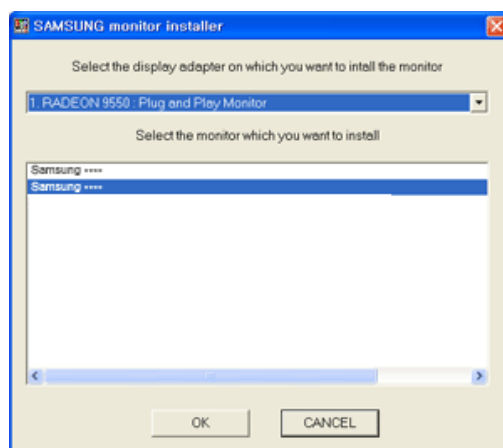 SAMSUNG monitor installer
Select the display adapter on which you want to intall the monitor
1. RADEON 9550 : Plug and Play Monitor
Select the monitor which you want to install
Samsung ····
Samsung ····
OK
CANCEL